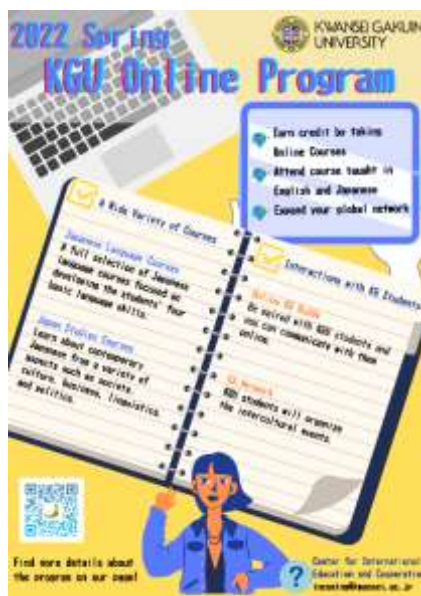 2022 Spring
KGU Online Program
KWANSEI GAKUIN
UNIVERSITY
Earn credit by taking
Online Courses
Attend course taught in
English and Japanese
Expand your global network
A Wide Variety of Courses
Japanese Language Courses
A full selection of Japanese
language courses focused on
developing the students' four
basic language skills.
Japan Studies Courses
Learn about contemporary
Japanese from a variety of
aspects such as society,
culture, business, linguistics
and politics.
Interactions with KG Students
Online KG Buddy
Be paired with KGU students and
you can communicate with them
online.
KG Network
KGU students will organize
the intercultural events.
Find more details about
the program on our page!
?
Center for International
Education and Cooperation